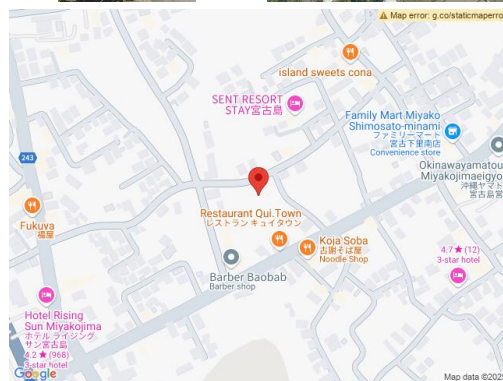 Map error: g.co/staticmaperro
island sweets cona
SENT RESORT
STAY宮古島
Family Mart Miyako
Shimosato-minami
ファミリーマート
宮古下里南店
Convenience store
Okinawayamatou
Miyakojimaeigyo
沖縄ヤマト
宮古島宮
243
Fukuya
福屋
Restaurant Qui.Town
レストラン キュイタウン
Koja Soba
古謝そば屋
Noodle Shop
4.7 ★ (12)
3-star hotel
Barber Baobab
Barber shop
Hotel Rising
Sun Miyakojima
ホテル ライジング
サン宮古島
4.2 ★ (968)
3-star hotel
Google
Map data ©202